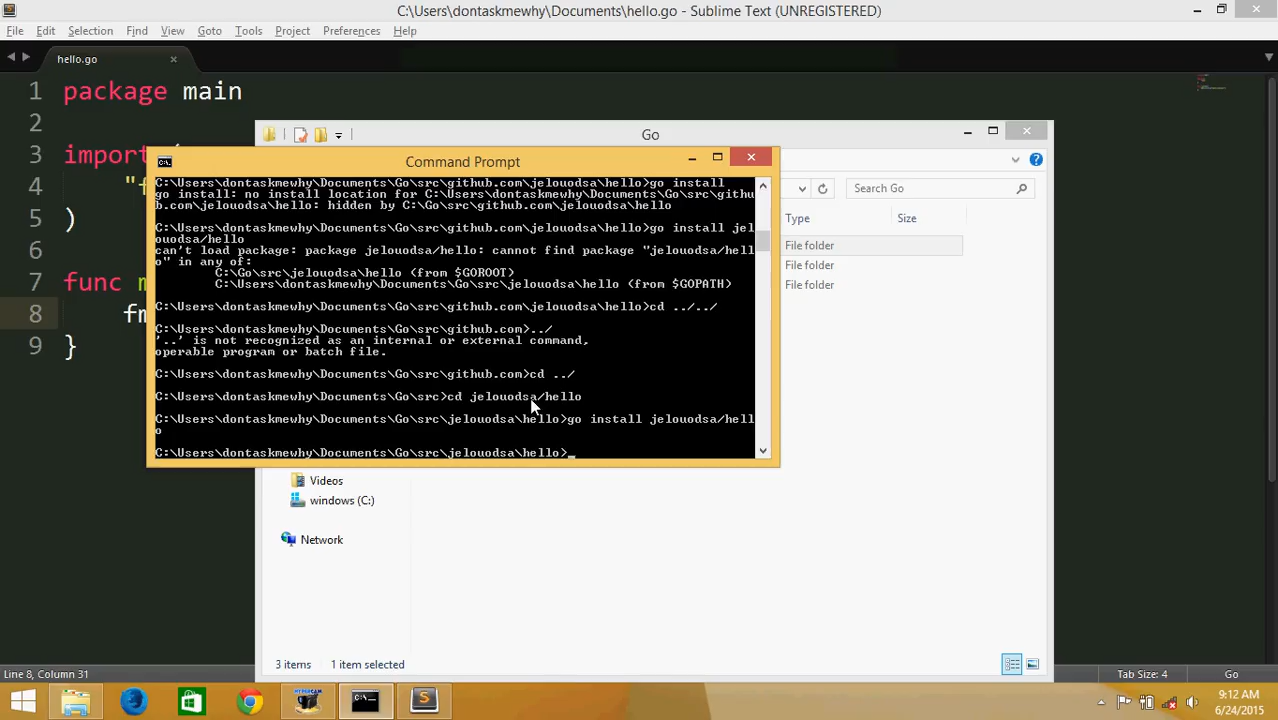 C:\Users\dontaskmewhy\Documents\hello.go - Sublime Text (UNREGISTERED)
File Edit Selection Find View Goto Tools Project Preferences Help
hello.go
1 package main
2
3 import (
4 "f
5 )
6
7 func m
8 fm
9 }
Go
Search Go
Type Size
File folder
File folder
File folder
Command Prompt
C:\Users\dontaskmewhy\Documents\Go\src\github.com\jelouodsa\hello>go install
go install: no install location for C:\Users\dontaskmewhy\Documents\Go\src\githu
b.com\jelouodsa\hello: hidden by C:\Go\src\github.com\jelouodsa\hello
C:\Users\dontaskmewhy\Documents\Go\src\github.com\jelouodsa\hello>go install jel
ouodsa/hello
can't load package: package jelouodsa/hello: cannot find package "jelouodsa/hell
o" in any of:
C:\Go\src\jelouodsa\hello (from $GOROOT)
C:\Users\dontaskmewhy\Documents\Go\src\jelouodsa\hello (from $GOPATH)
C:\Users\dontaskmewhy\Documents\Go\src\github.com\jelouodsa\hello>cd ../../
C:\Users\dontaskmewhy\Documents\Go\src\github.com>../
'..' is not recognized as an internal or external command,
operable program or batch file.
C:\Users\dontaskmewhy\Documents\Go\src\github.com>cd ../
C:\Users\dontaskmewhy\Documents\Go\src>cd jelouodsa/hello
C:\Users\dontaskmewhy\Documents\Go\src\jelouodsa\hello>go install jelouodsa/hell
o
C:\Users\dontaskmewhy\Documents\Go\src\jelouodsa\hello>_
Videos
windows (C:)
Network
3 items 1 item selected
Line 8, Column 31 Tab Size: 4 Go
HYPERCAM
9:12 AM
6/24/2015